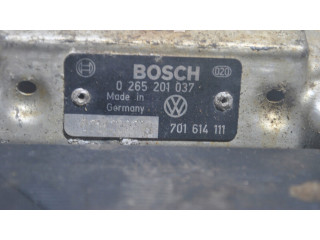 BOSCH 020
0 265 201 037
Made in
Germany
701 614 111